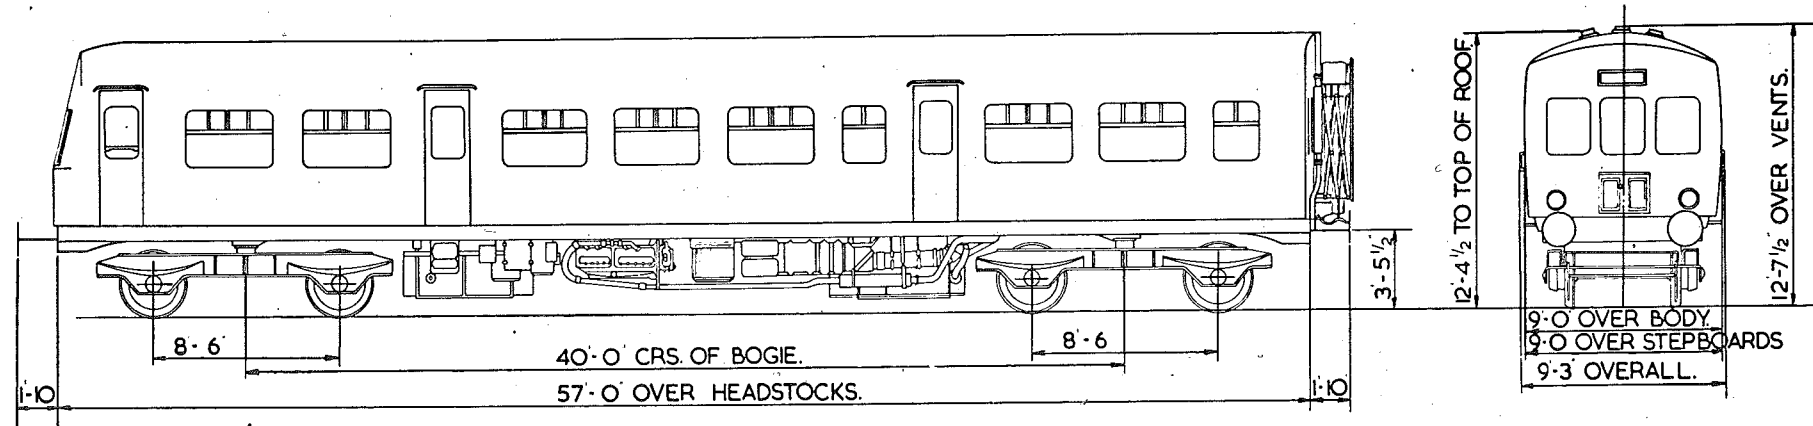 8'-6"
40'-0" CRS. OF BOGIE.
8'-6
57'-0" OVER HEADSTOCKS.
1'-10
1'-10
3'-5½"
12'-4½" TO TOP OF ROOF.
12'-7½" OVER VENTS.
9'-0" OVER BODY.
9'-0 OVER STEPBOARDS
9'-3" OVERALL.